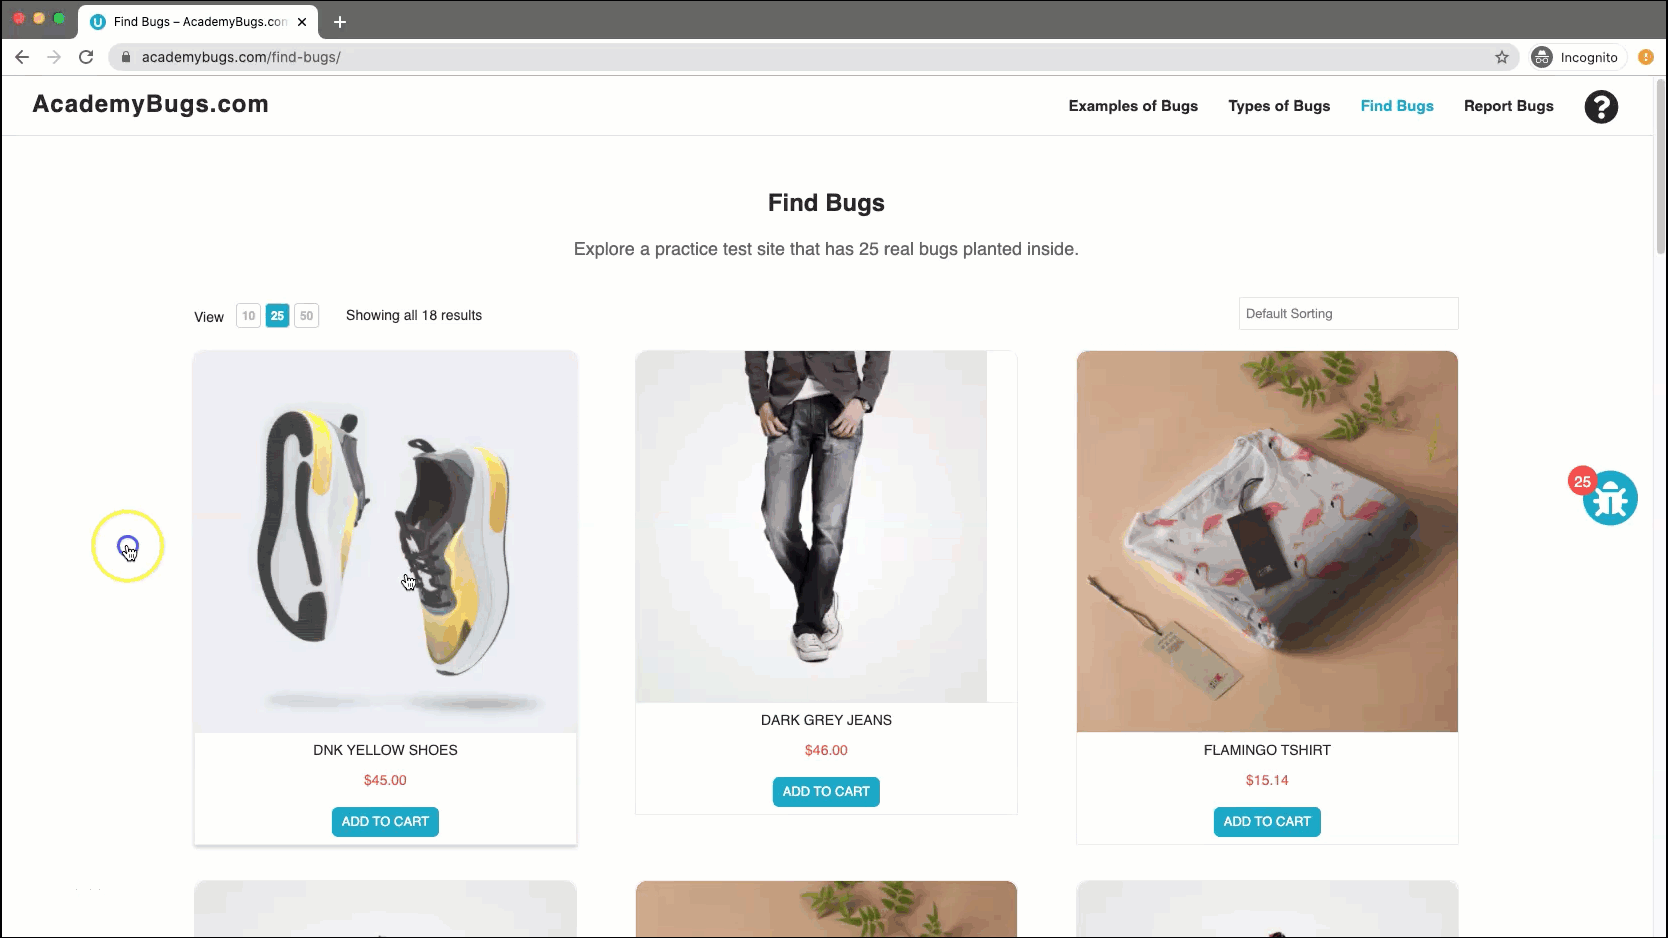 Find Bugs – AcademyBugs.com
academybugs.com/find-bugs/
Incognito
AcademyBugs.com
Examples of Bugs
Types of Bugs
Find Bugs
Report Bugs
?
Find Bugs
Explore a practice test site that has 25 real bugs planted inside.
View 10 25 50 Showing all 18 results
Default Sorting
25
DNK YELLOW SHOES
$45.00
ADD TO CART
DARK GREY JEANS
$46.00
ADD TO CART
FLAMINGO TSHIRT
$15.14
ADD TO CART